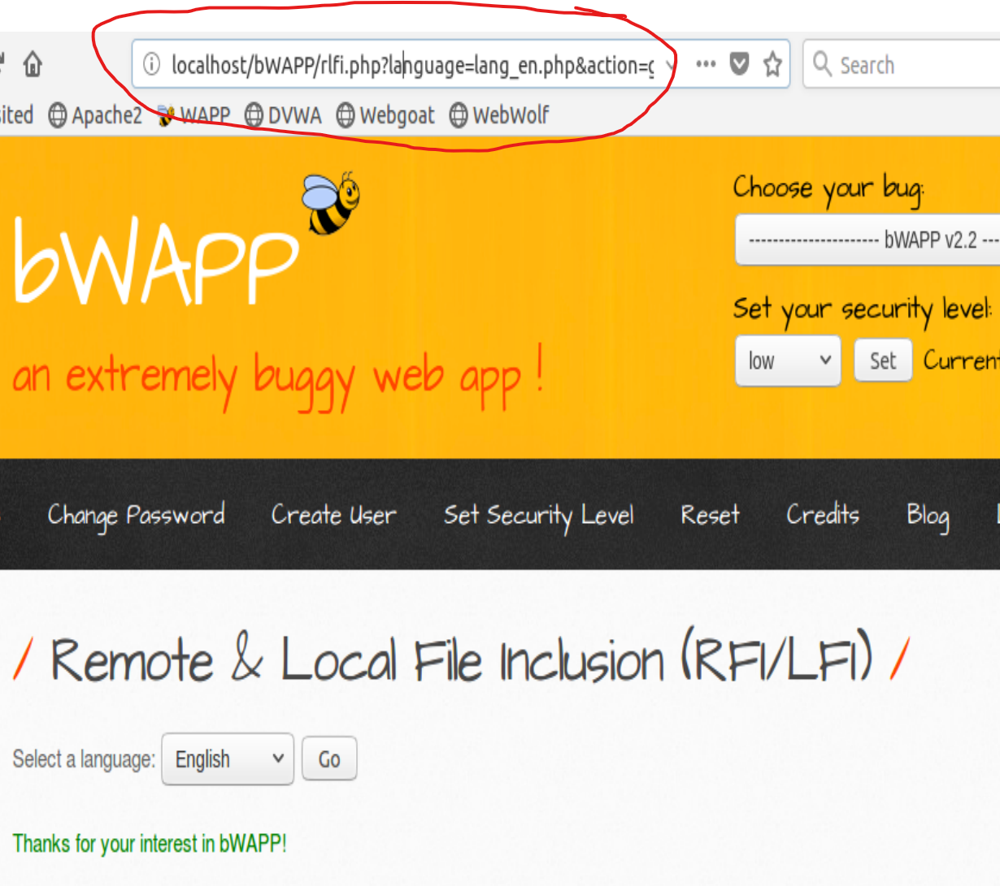 localhost/bWAPP/rlfi.php?language=lang_en.php&action=g
Search
Apache2 WAPP DVWA Webgoat WebWolf
bWAPP
an extremely buggy web app !
Choose your bug:
---------------------- bWAPP v2.2 ---
Set your security level:
low Set Current
Change Password Create User Set Security Level Reset Credits Blog
/ Remote & Local File Inclusion (RFI/LFI) /
Select a language: English Go
Thanks for your interest in bWAPP!